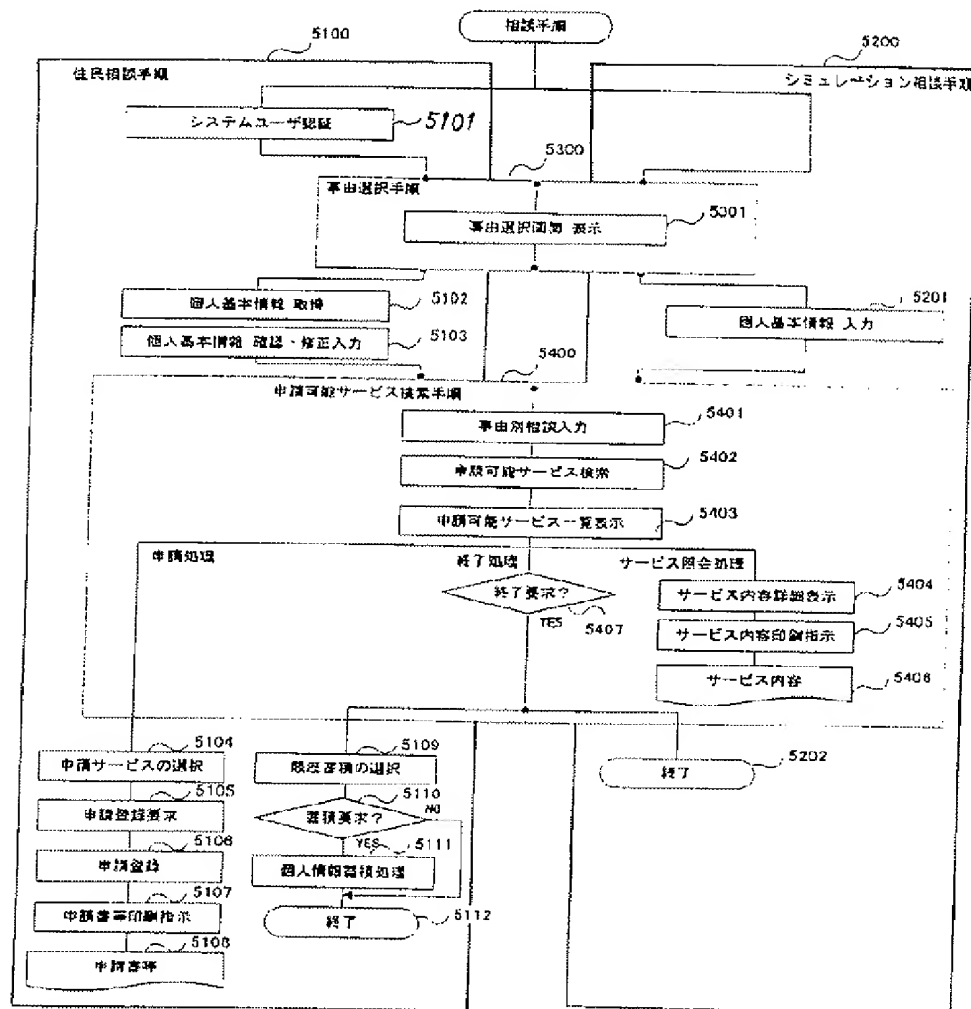 相談手順
5100
5200
住民相談手順
シミュレーション相談手順
システムユーザ認証
5101
5300
事由選択手順
5301
事由選択画面 表示
個人基本情報 取得
5102
5201
個人基本情報 入力
個人基本情報 確認・修正入力
5103
5400
申請可能サービス検索手順
5401
事由別相談入力
5402
申請可能サービス検索
5403
申請可能サービス一覧表示
申請処理
終了処理
サービス照会処理
終了要求?
YES
5407
サービス内容詳細表示
5404
サービス内容印刷指示
5405
サービス内容
5406
5104
申請サービスの選択
5109
履歴蓄積の選択
終了
5202
5105
申請登録要求
5110
蓄積要求?
NO
5106
申請登録
YES
5111
個人情報蓄積処理
5107
申請書等印刷指示
終了
5112
5108
申請書等